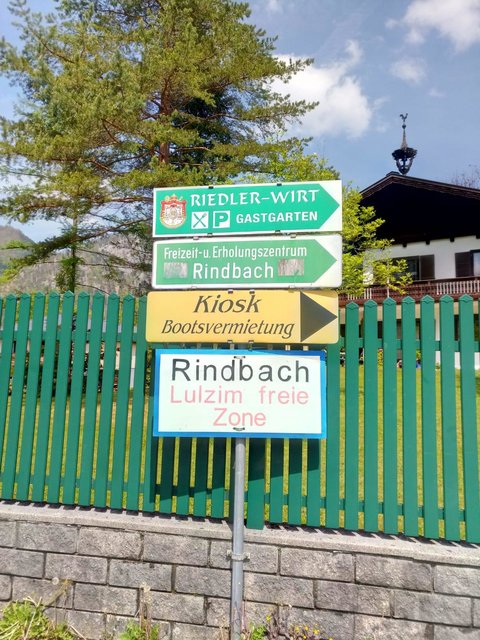 RIEDLER-WIRT
P GASTGARTEN
Freizeit- u. Erholungszentrum
Rindbach
Kiosk
Bootsvermietung
Rindbach
Lulzim freie
Zone